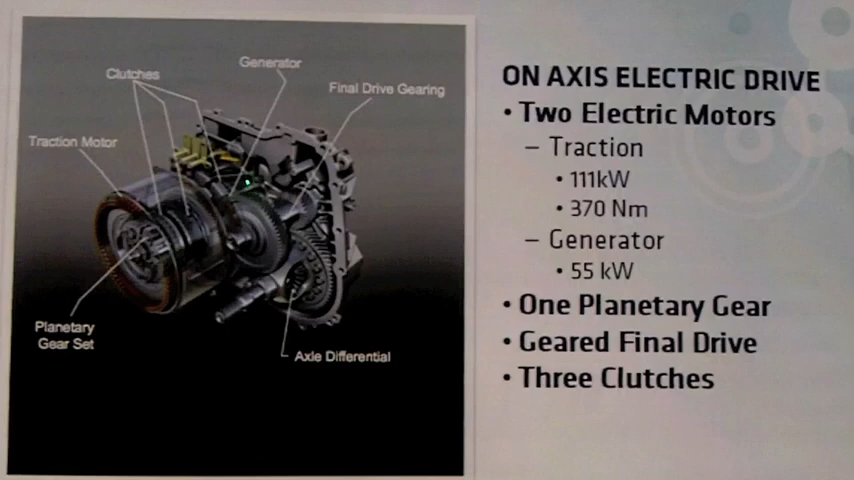 Clutches
Generator
Final Drive Gearing
Traction Motor
Planetary
Gear Set
Axle Differential
ON AXIS ELECTRIC DRIVE
• Two Electric Motors
– Traction
• 111kW
• 370 Nm
– Generator
• 55 kW
• One Planetary Gear
• Geared Final Drive
• Three Clutches